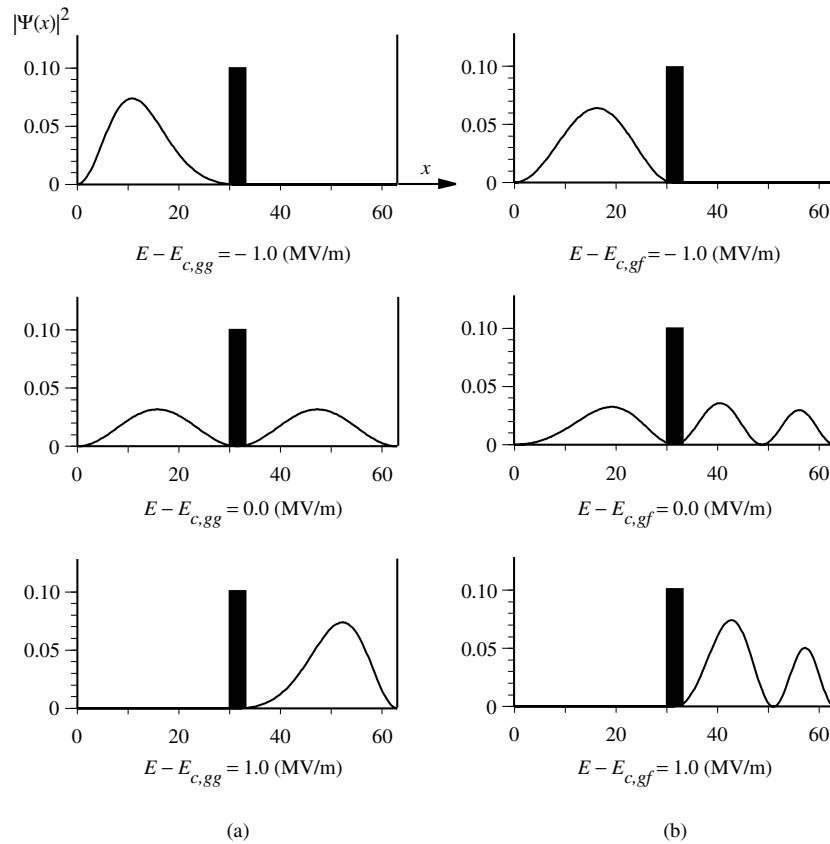 |Ψ(x)|²
0.10
0.05
0
0 20 40 60
x
E – E_{c,gg} = – 1.0 (MV/m)
0.10
0.05
0
0 20 40 60
E – E_{c,gf} = – 1.0 (MV/m)
0.10
0.05
0
0 20 40 60
E – E_{c,gg} = 0.0 (MV/m)
0.10
0.05
0
0 20 40 60
E – E_{c,gf} = 0.0 (MV/m)
0.10
0.05
0
0 20 40 60
E – E_{c,gg} = 1.0 (MV/m)
0.10
0.05
0
0 20 40 60
E – E_{c,gf} = 1.0 (MV/m)
(a)
(b)